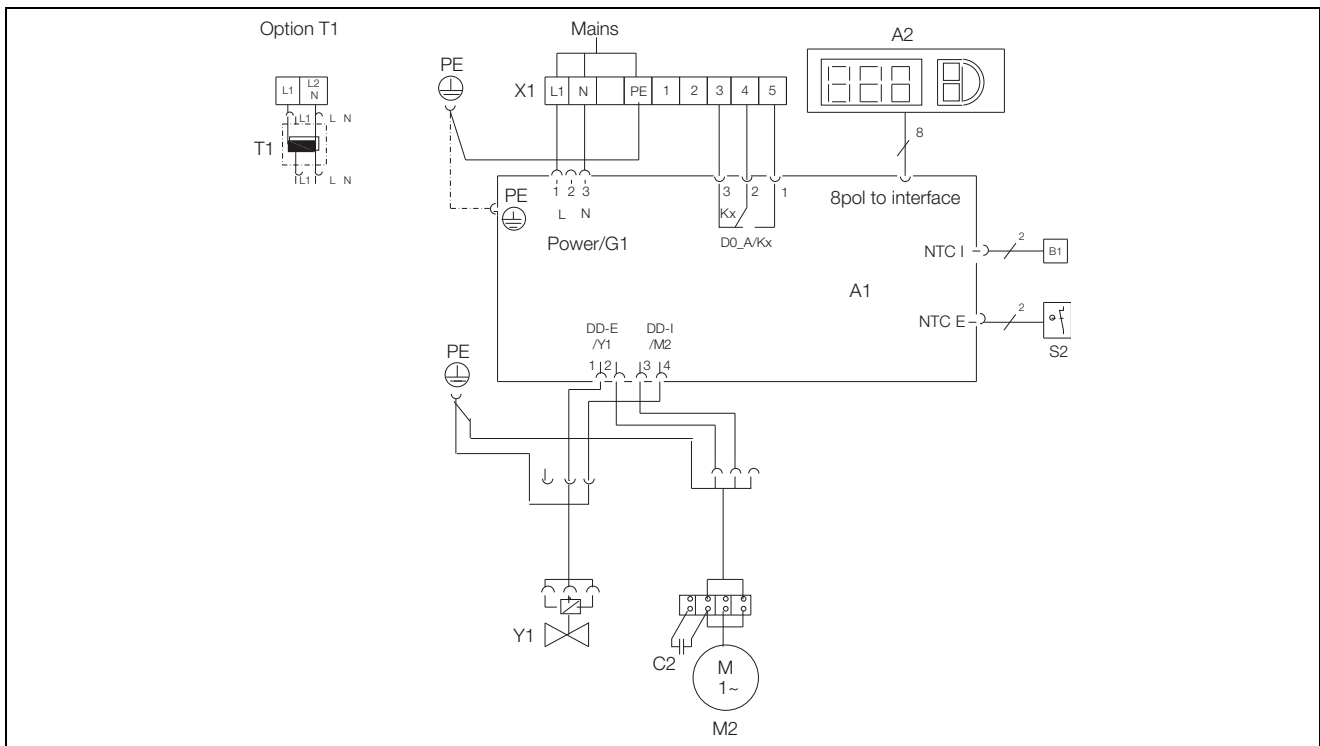 Option T1
Mains
A2
PE
L1
L2
N
X1
L1 N PE 1 2 3 4 5
L1 L N
T1
L1 L N
8
PE
1 2 3
3 2 1
8pol to interface
L N
Kx
Power/G1
D0_A/Kx
NTC I
2
B1
A1
NTC E
2
S2
DD-E
/Y1
DD-I
/M2
1 2 3 4
PE
Y1
C2
M
1~
M2